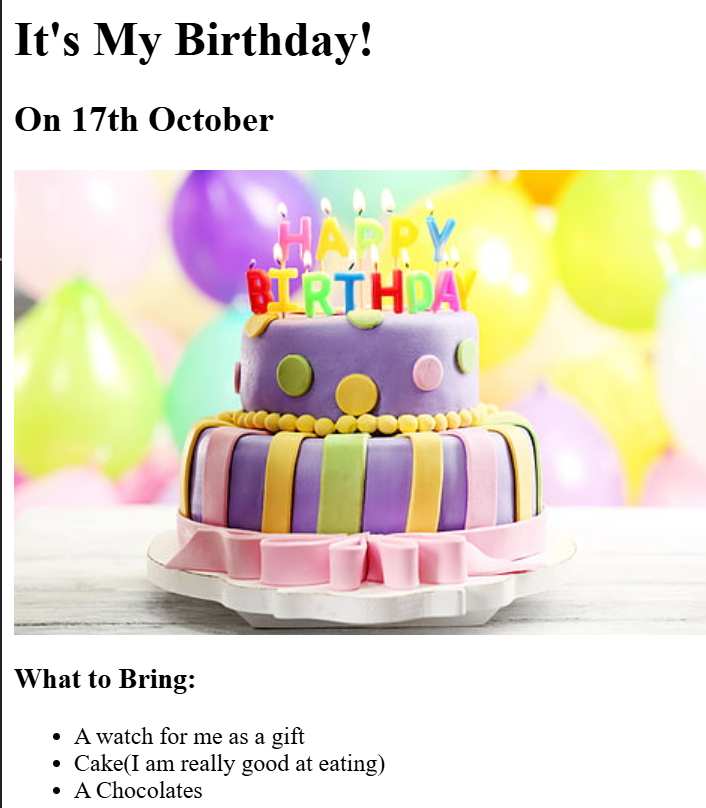 It's My Birthday!
On 17th October
HAPPY
BIRTHDAY
What to Bring:
A watch for me as a gift
Cake(I am really good at eating)
A Chocolates